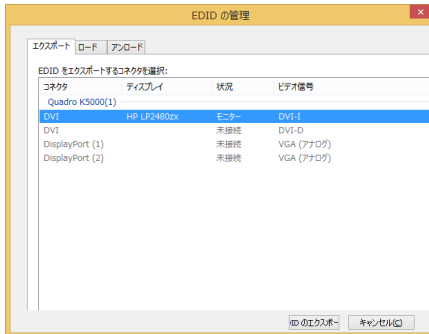 EDID の管理
エクスポート ロード アンロード
EDID をエクスポートするコネクタを選択:
コネクタ ディスプレイ 状況 ビデオ信号
Quadro K5000(1)
DVI HP LP2480zx モニター DVI-I
DVI 未接続 DVI-D
DisplayPort (1) 未接続 VGA (アナログ)
DisplayPort (2) 未接続 VGA (アナログ)
ID のエクスポー キャンセル(C)